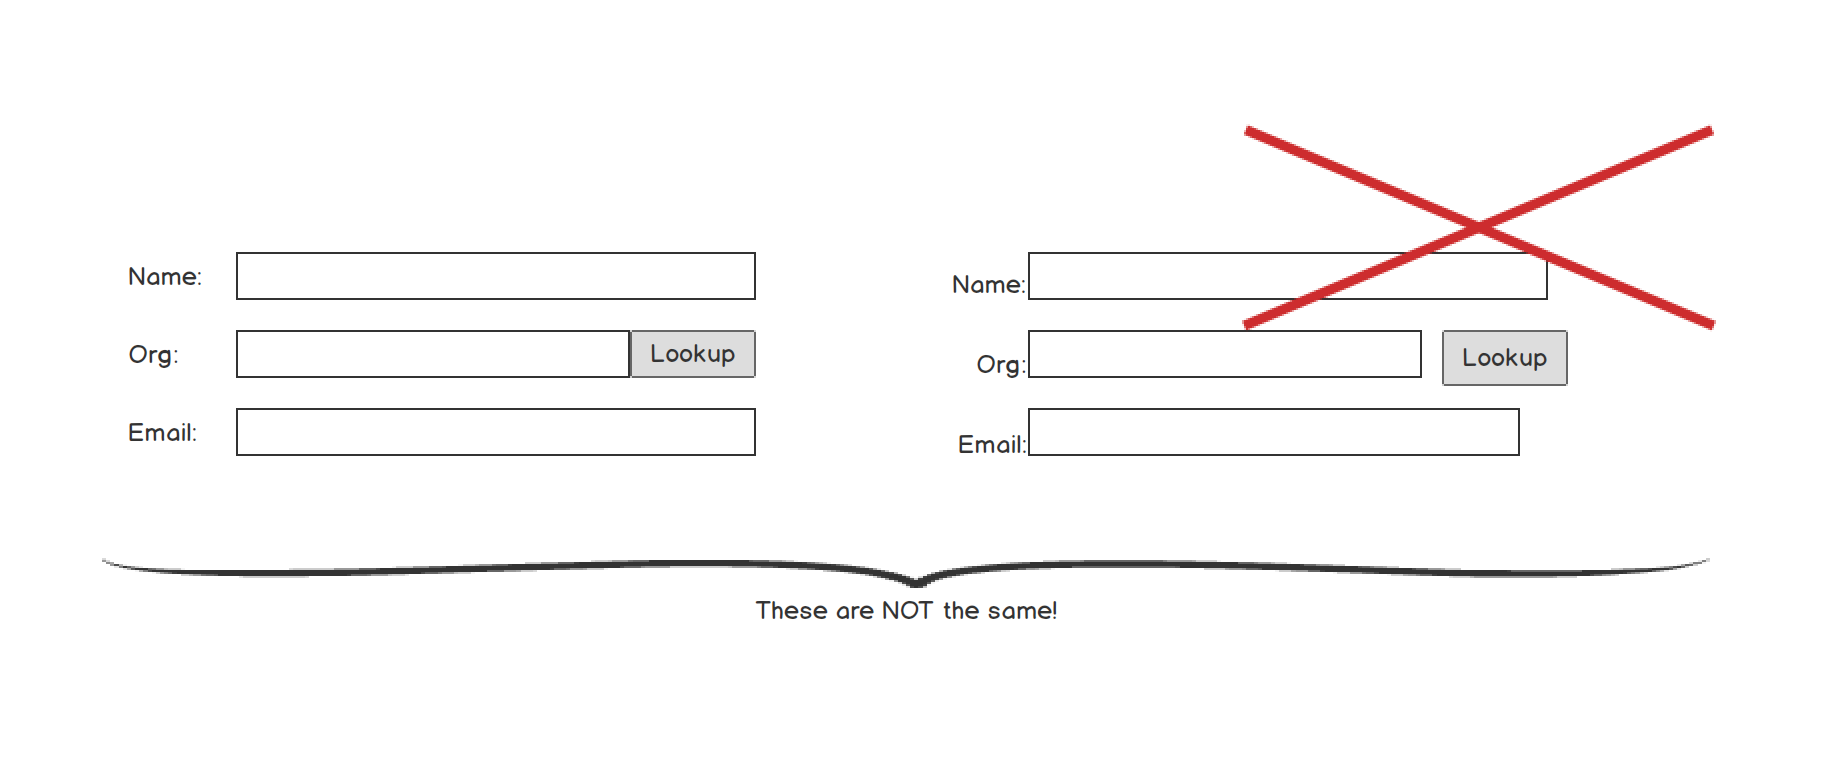 Name:
Name:
Org:
Lookup
Org:
Lookup
Email:
Email:
These are NOT the same!